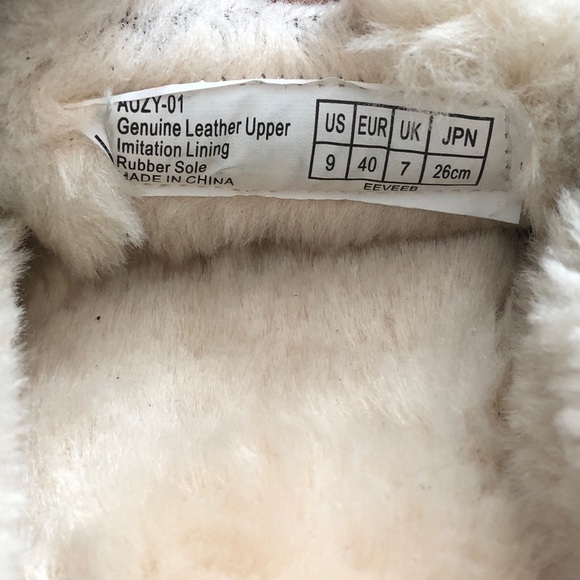 AOZY-01
Genuine Leather Upper
Imitation Lining
Rubber Sole
MADE IN CHINA
US EUR UK JPN
9 40 7 26cm
EEVEEB